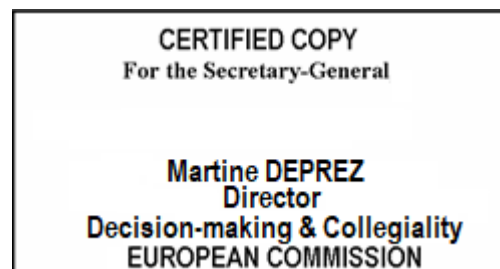 CERTIFIED COPY
For the Secretary-General
Martine DEPREZ
Director
Decision-making & Collegiality
EUROPEAN COMMISSION